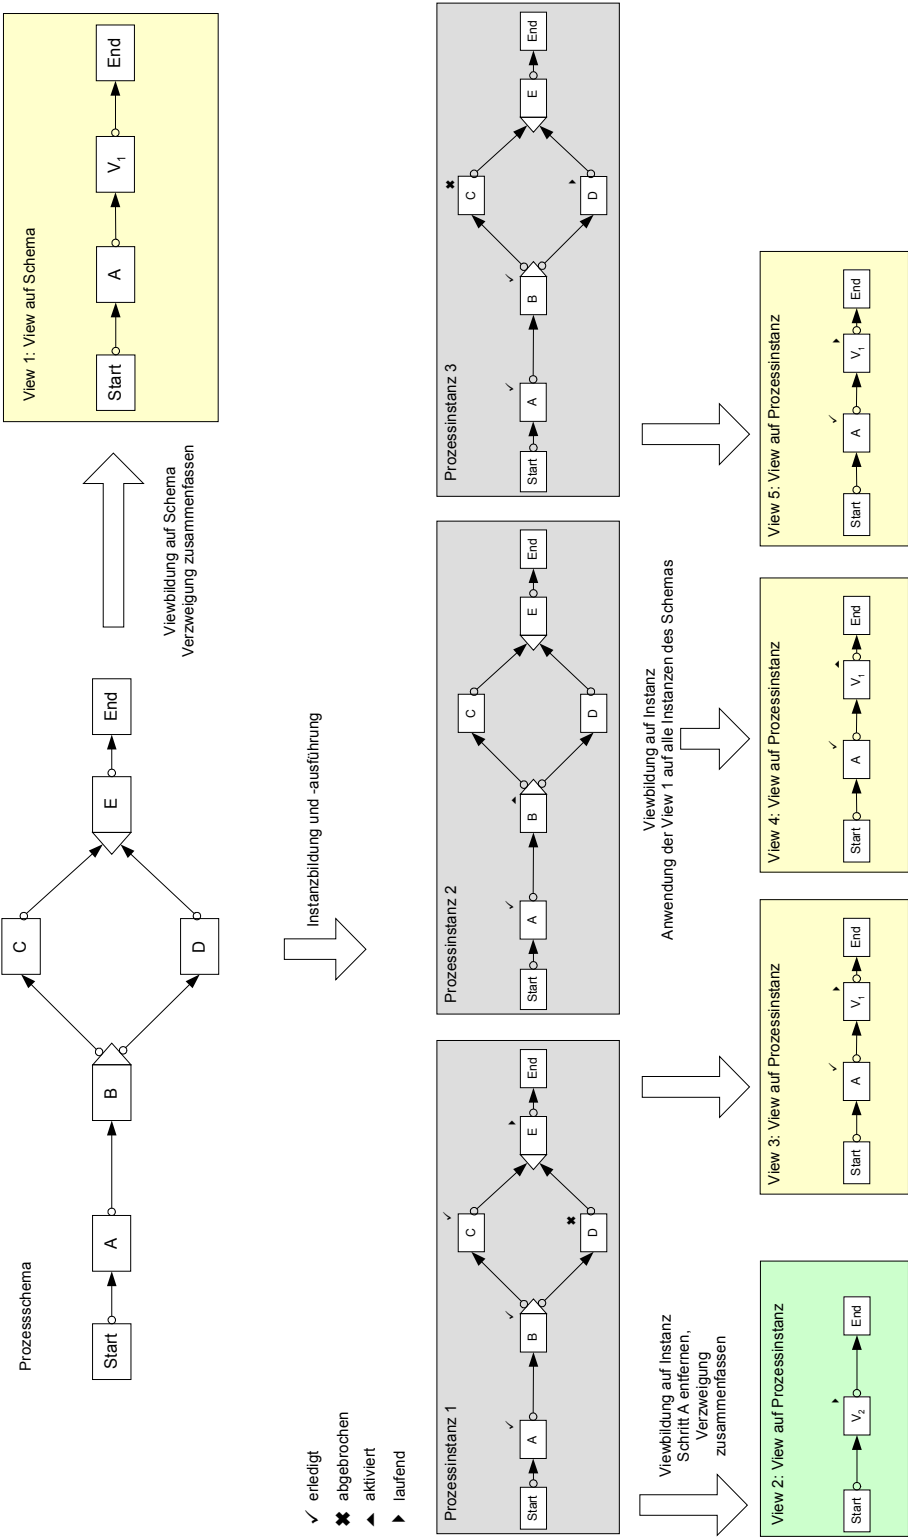 Prozessschema
Start
A
B
C
D
E
End
Viewbildung auf Schema
Verzweigung zusammenfassen
View 1: View auf Schema
Start
A
V1
End
Instanzbildung und -ausführung
erledigt
abgebrochen
aktiviert
laufend
Prozessinstanz 1
Start
A
B
C
D
E
End
Prozessinstanz 2
Start
A
B
C
D
E
End
Prozessinstanz 3
Start
A
B
C
D
E
End
Viewbildung auf Instanz
Schritt A entfernen,
Verzweigung
zusammenfassen
Viewbildung auf Instanz
Anwendung der View 1 auf alle Instanzen des Schemas
View 2: View auf Prozessinstanz
Start
V2
End
View 3: View auf Prozessinstanz
Start
A
V1
End
View 4: View auf Prozessinstanz
Start
A
V1
End
View 5: View auf Prozessinstanz
Start
A
V1
End